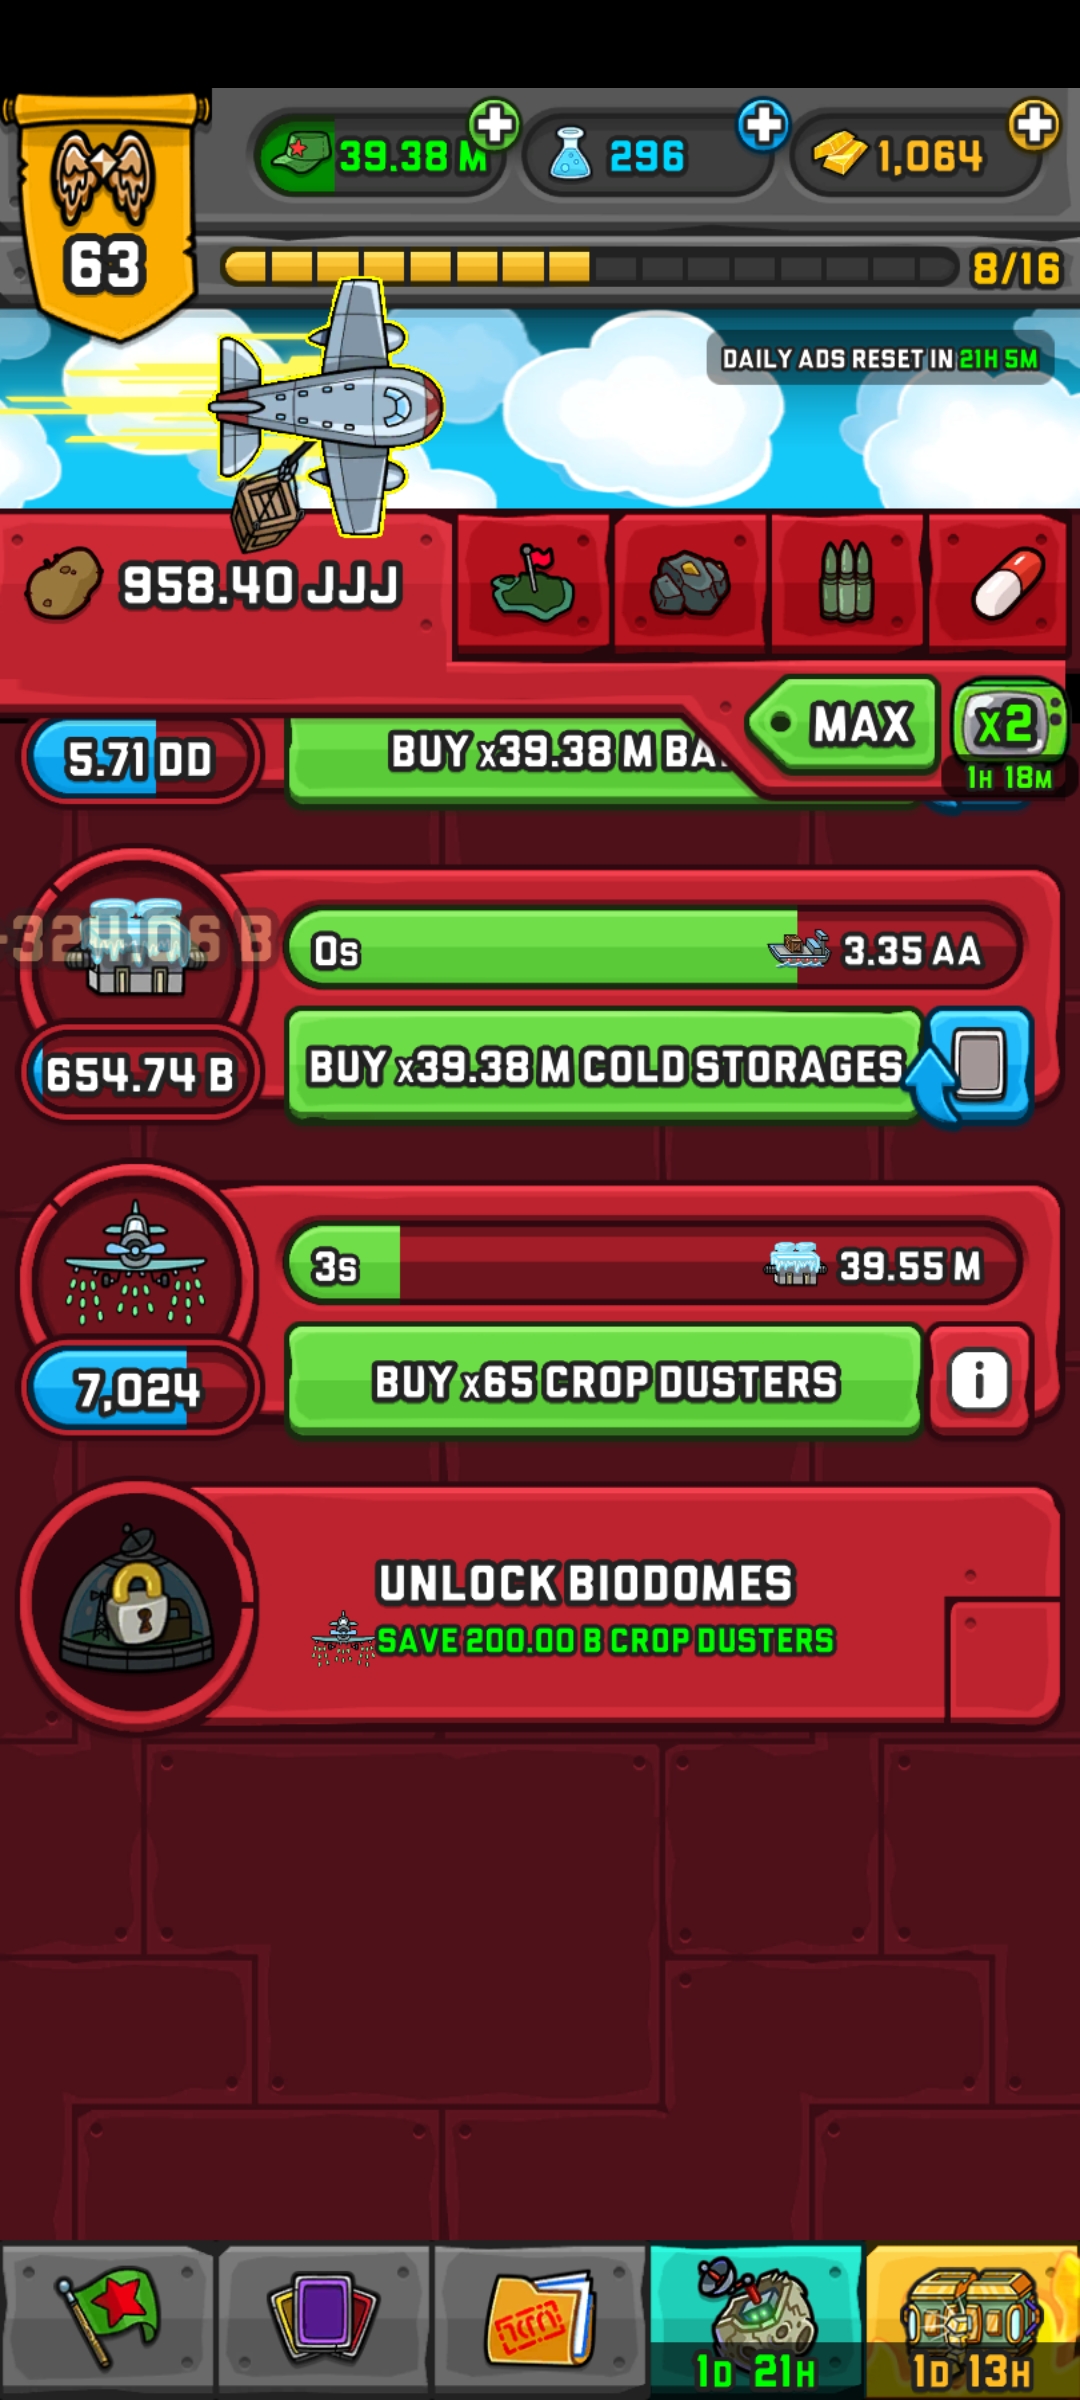 39.38 M
296
1,064
63
8/16
DAILY ADS RESET IN 21H 5M
958.40 JJJ
MAX
X2
1H 18M
5.71 DD
BUY x39.38 M BA
-324.06 B
0s
3.35 AA
654.74 B
BUY x39.38 M COLD STORAGES
3s
39.55 M
7,024
BUY x65 CROP DUSTERS
i
UNLOCK BIODOMES
SAVE 200.00 B CROP DUSTERS
1D 21H
1D 13H